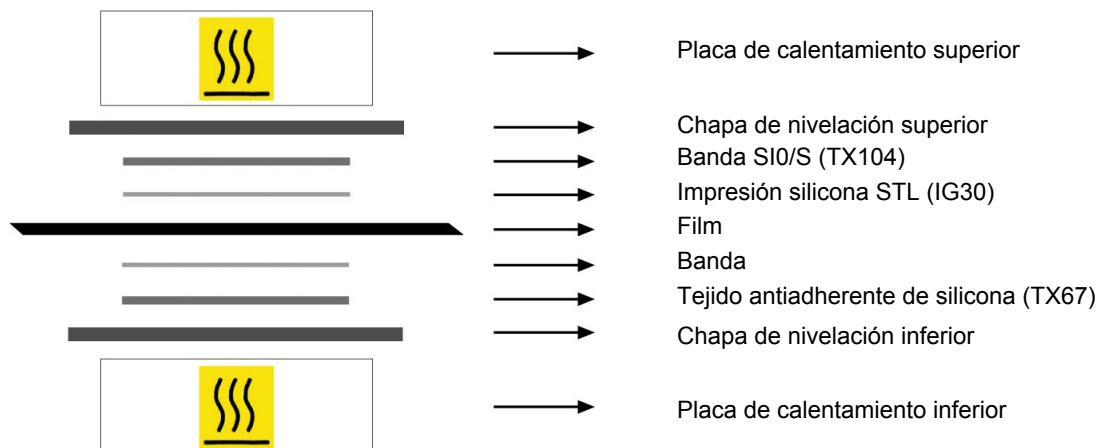 Placa de calentamiento superior
Chapa de nivelación superior
Banda SI0/S (TX104)
Impresión silicona STL (IG30)
Film
Banda
Tejido antiadherente de silicona (TX67)
Chapa de nivelación inferior
Placa de calentamiento inferior